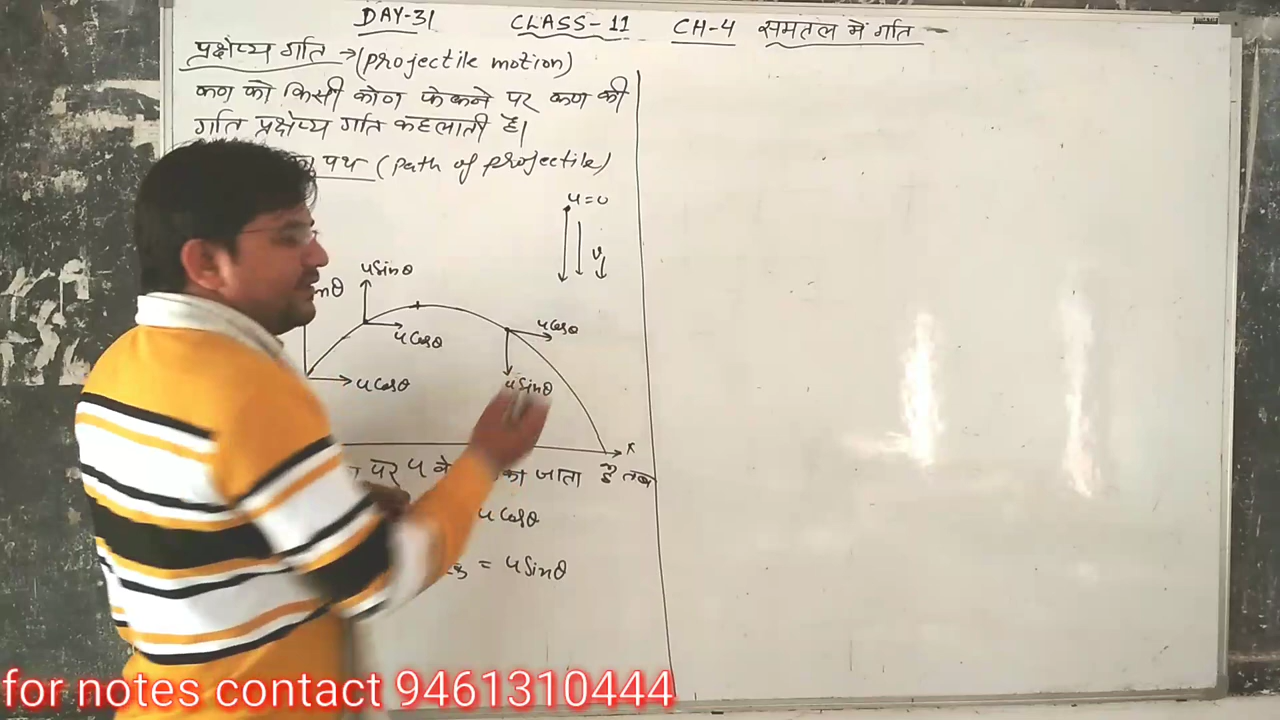 DAY-31 CLASS-11 CH-4 समतल में गति
प्रक्षेप्य गति →(projectile motion)
कण को किसी कोण फेकने पर कण की
गति प्रक्षेप्य गति कहलाती है।
पथ (path of projectile)
u=0
v
usinθ
nθ
ucosθ
ucosθ
ucosθ
usinθ
x
पर u वे का जाता है तब
ucosθ
= usinθ
for notes contact 9461310444